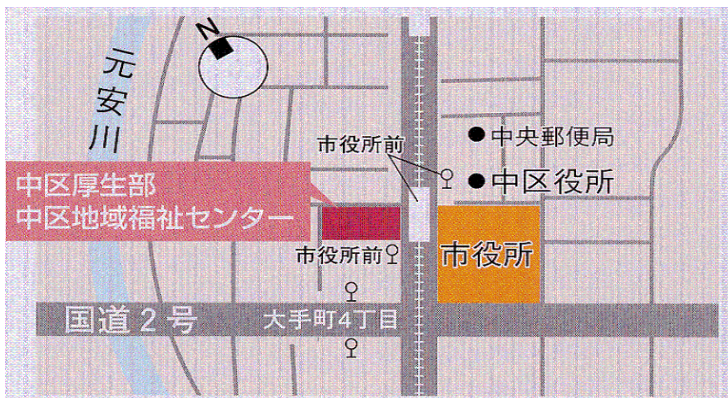 N
元安川
市役所前
中央郵便局
中区役所
中区厚生部
中区地域福祉センター
市役所前
市役所
国道2号
大手町4丁目